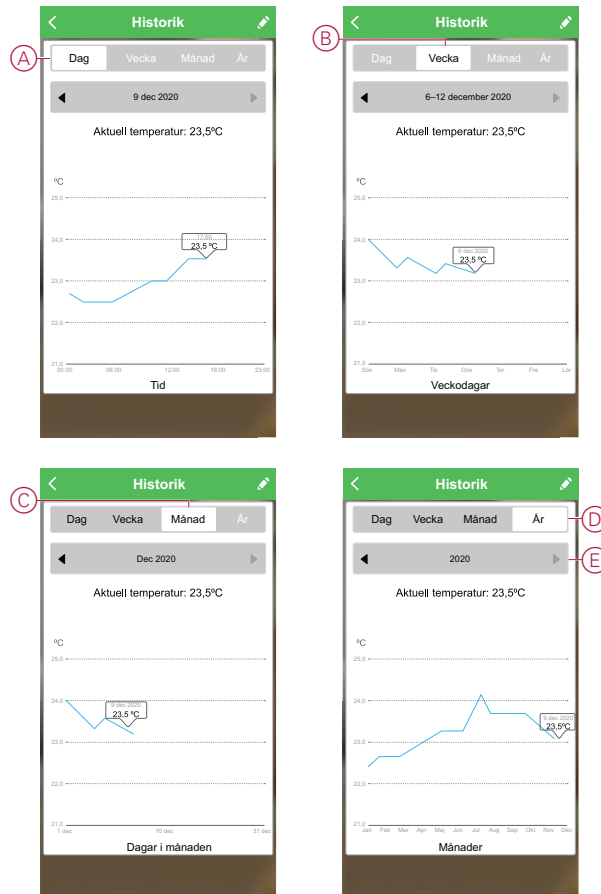 Historik
A
Dag Vecka Månad År
9 dec 2020
Aktuell temperatur: 23,5ºC
ºC
25,0
24,0
17:00
23,5 ºC
23,0
22,0
21,0
00:00 06:00 12:00 18:00 23:00
Tid
Historik
B
Dag Vecka Månad År
6–12 december 2020
Aktuell temperatur: 23,5ºC
ºC
25,0
24,0
9 dec 2020
23,5 ºC
23,0
22,0
21,0
Sön Mån Tis Ons Tor Fre Lör
Veckodagar
Historik
C
Dag Vecka Månad År
Dec 2020
Aktuell temperatur: 23,5ºC
ºC
25,0
24,0
9 dec 2020
23,5 ºC
23,0
22,0
21,0
1 dec 10 dec 31 dec
Dagar i månaden
Historik
Dag Vecka Månad År
D
2020
E
Aktuell temperatur: 23,5ºC
ºC
25,0
24,0
9 dec 2020
23,5ºC
23,0
22,0
21,0
Jan Feb Mar Apr Maj Jun Jul Aug Sep Okt Nov Dec
Månader